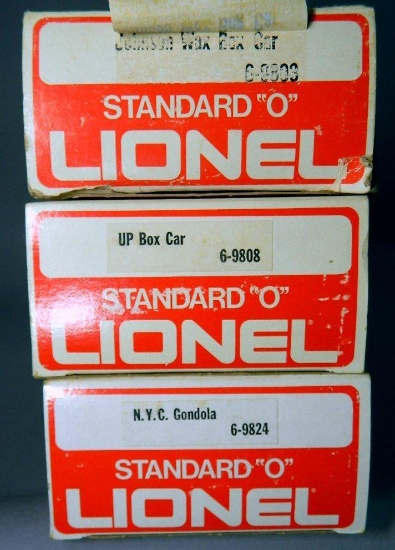 Johnson Wax Box Car
6-9809
STANDARD "O"
LIONEL
UP Box Car
6-9808
STANDARD "O"
LIONEL
N.Y.C. Gondola
6-9824
STANDARD "O"
LIONEL